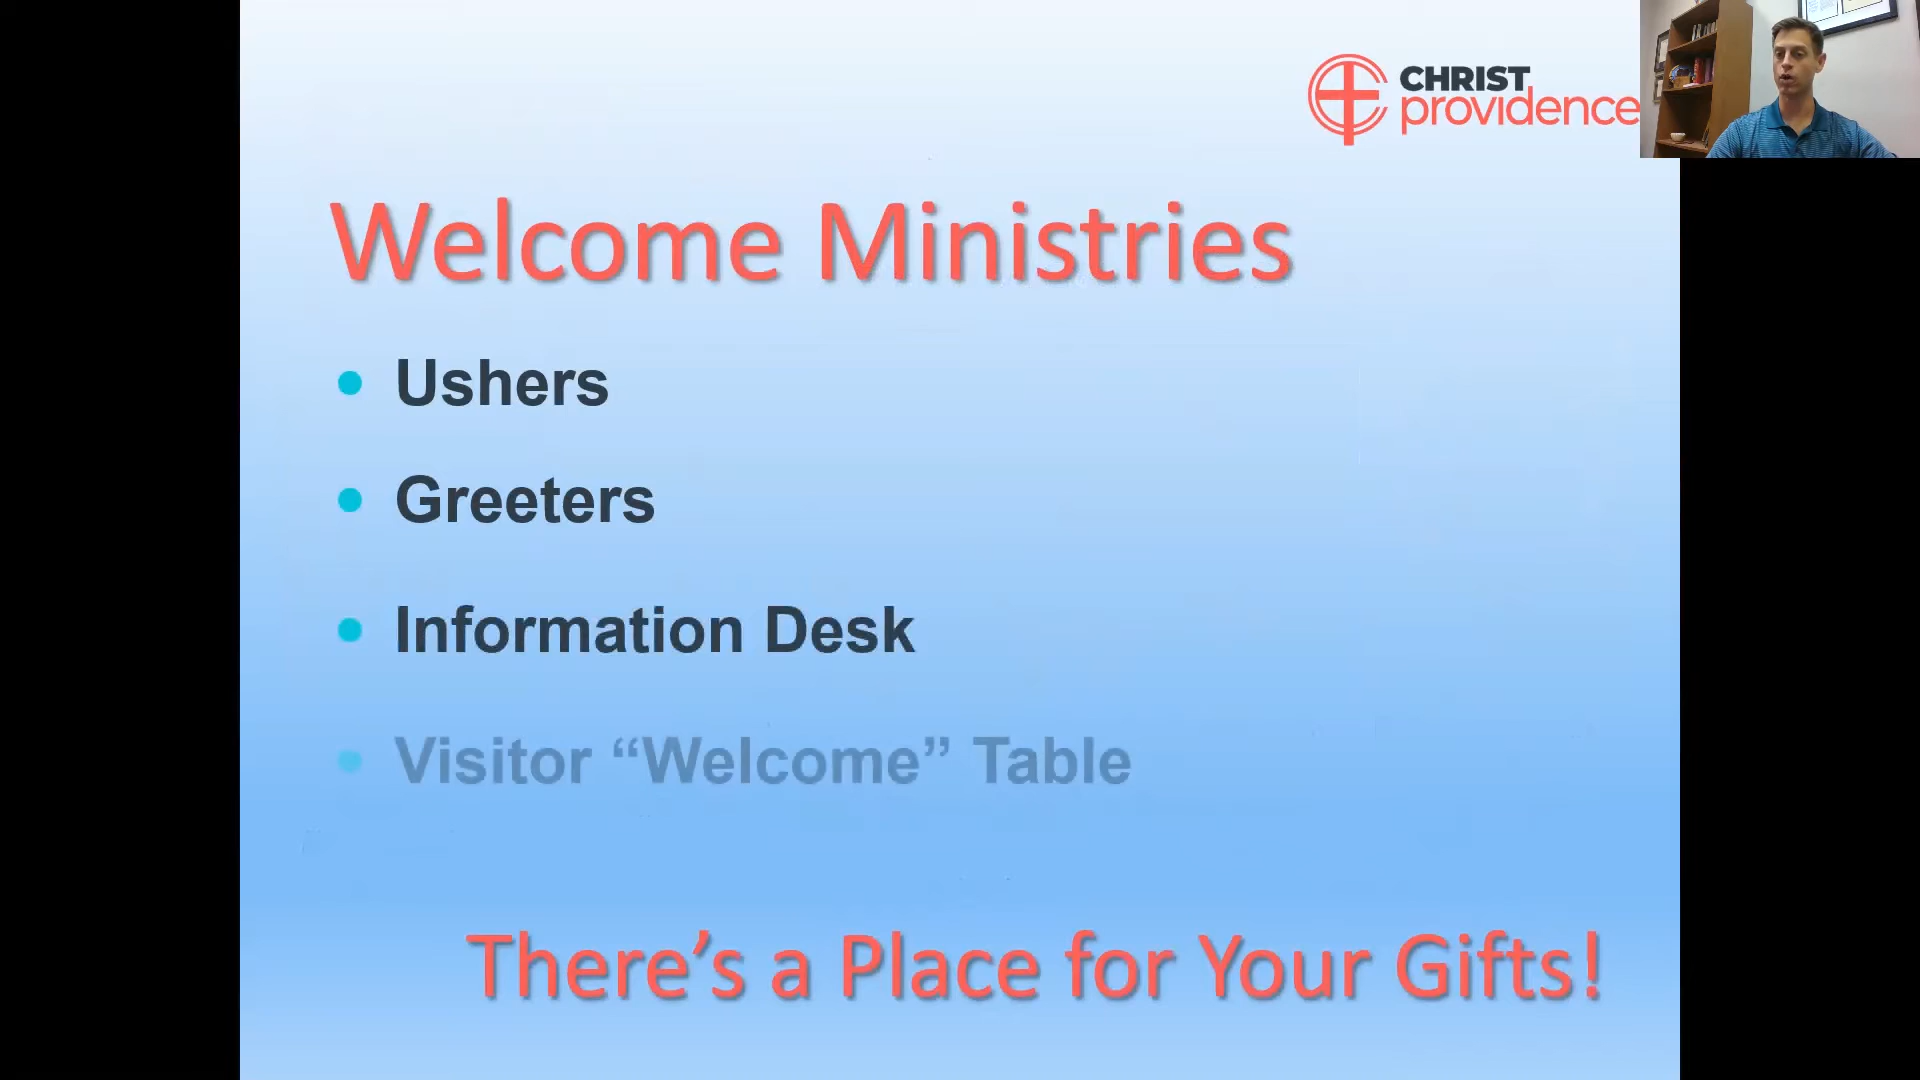 CHRIST
providence
Welcome Ministries
• Ushers
• Greeters
• Information Desk
• Visitor “Welcome” Table
There’s a Place for Your Gifts!